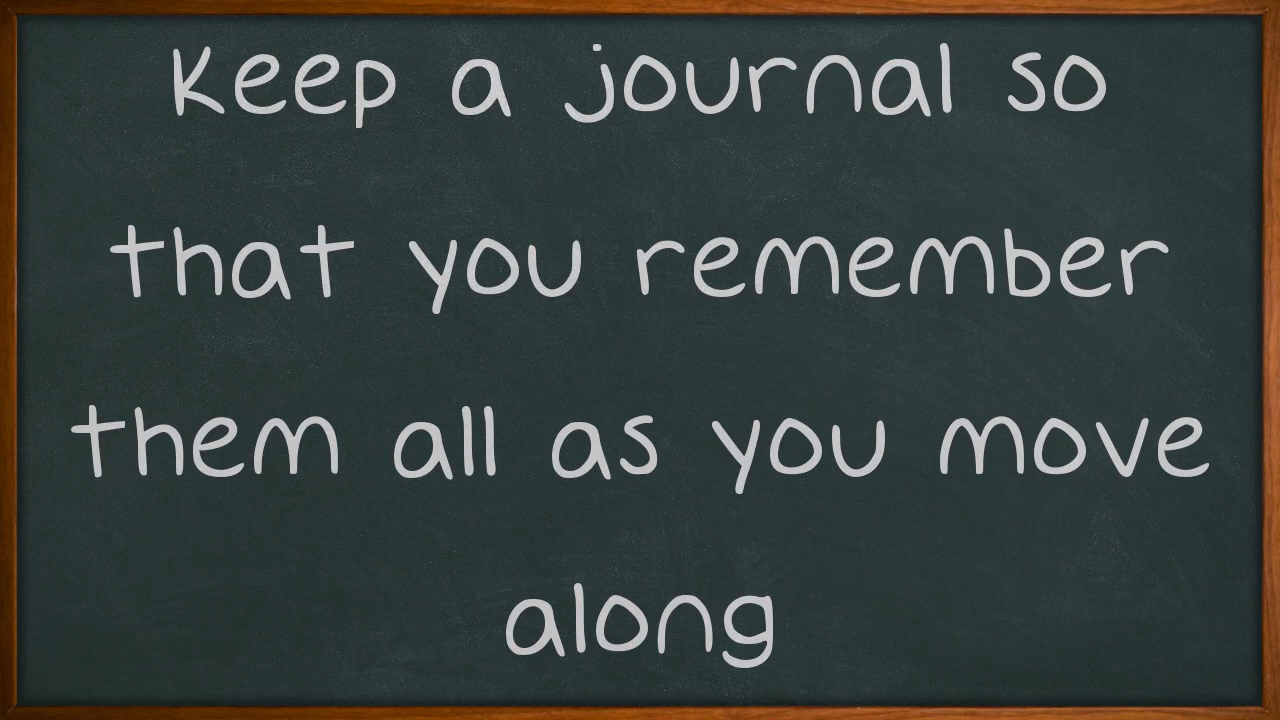 Keep a journal so
that you remember
them all as you move
along